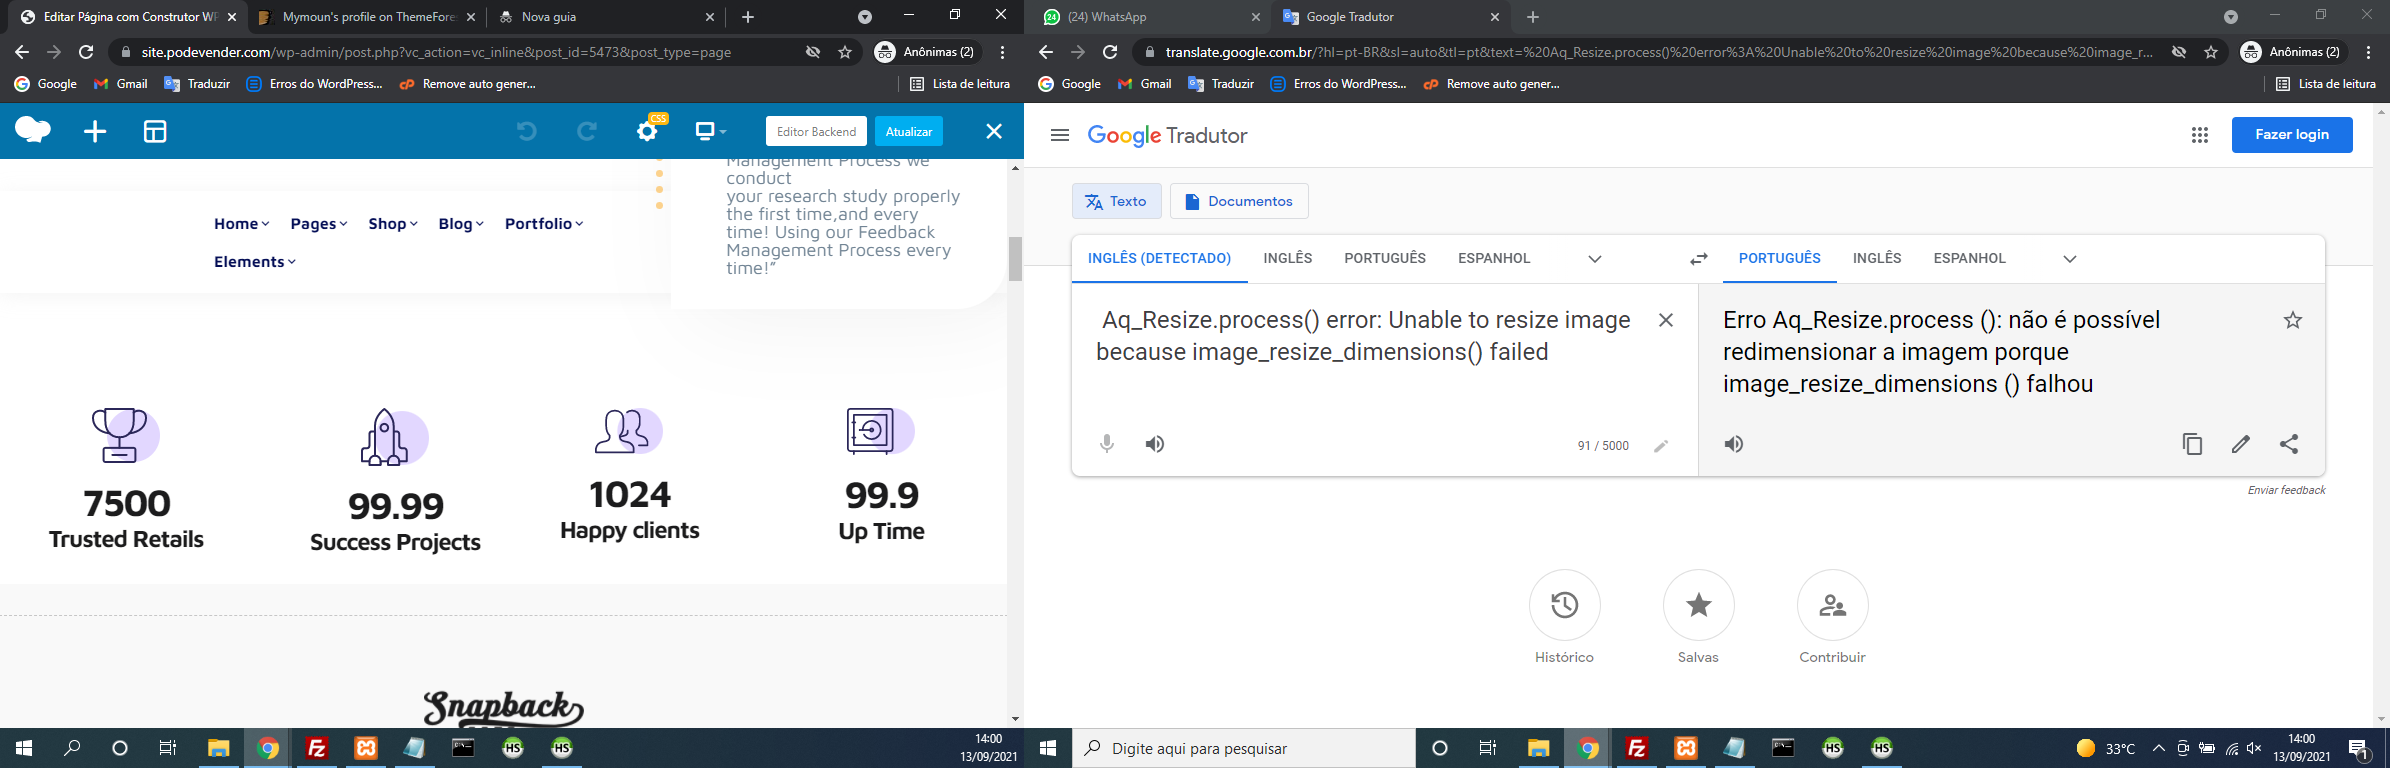 Editar Página com Construtor WP
Mymoun's profile on ThemeFore
Nova guia
site.podevender.com/wp-admin/post.php?vc_action=vc_inline&post_id=5473&post_type=page
Anônimas (2)
Google
Gmail
Traduzir
Erros do WordPress...
Remove auto gener...
Lista de leitura
CSS
Editor Backend
Atualizar
Management Process we
conduct
your research study properly
the first time,and every
time! Using our Feedback
Management Process every
time!”
Home
Pages
Shop
Blog
Portfolio
Elements
7500
Trusted Retails
99.99
Success Projects
1024
Happy clients
99.9
Up Time
Snapback
14:00
13/09/2021
(24) WhatsApp
Google Tradutor
translate.google.com.br/?hl=pt-BR&sl=auto&tl=pt&text=%20Aq_Resize.process()%20error%3A%20Unable%20to%20resize%20image%20because%20image_r...
Anônimas (2)
Google
Gmail
Traduzir
Erros do WordPress...
Remove auto gener...
Lista de leitura
Google Tradutor
Fazer login
Texto
Documentos
INGLÊS (DETECTADO)
INGLÊS
PORTUGUÊS
ESPANHOL
PORTUGUÊS
INGLÊS
ESPANHOL
Aq_Resize.process() error: Unable to resize image
because image_resize_dimensions() failed
91 / 5000
Erro Aq_Resize.process (): não é possível
redimensionar a imagem porque
image_resize_dimensions () falhou
Enviar feedback
Histórico
Salvas
Contribuir
Digite aqui para pesquisar
33°C
14:00
13/09/2021
1